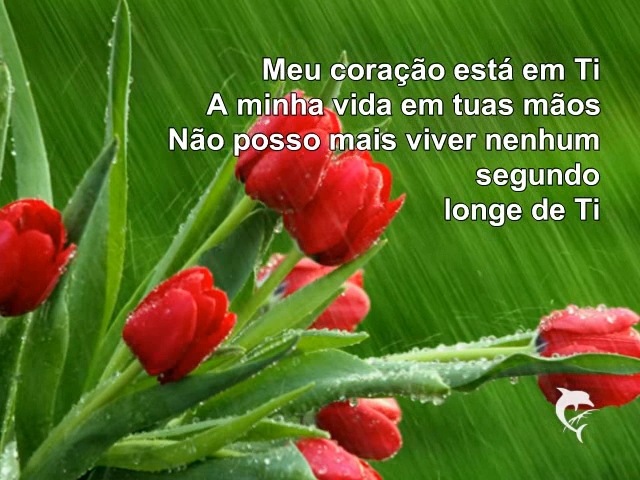 Meu coração está em Ti
A minha vida em tuas mãos
Não posso mais viver nenhum
segundo
longe de Ti